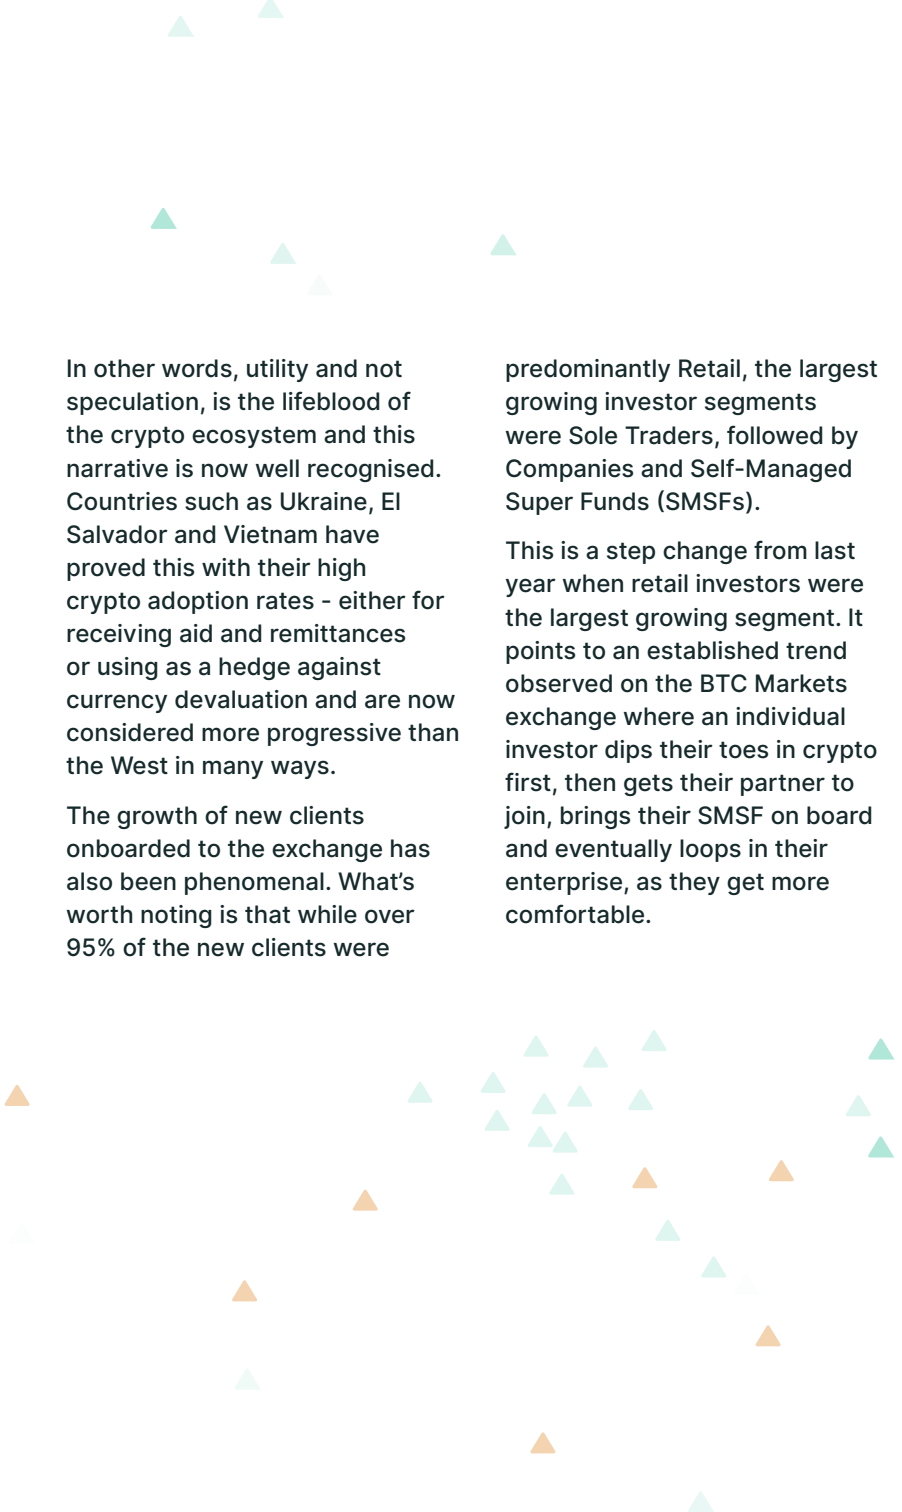 In other words, utility and not
speculation, is the lifeblood of
the crypto ecosystem and this
narrative is now well recognised.
Countries such as Ukraine, El
Salvador and Vietnam have
proved this with their high
crypto adoption rates - either for
receiving aid and remittances
or using as a hedge against
currency devaluation and are now
considered more progressive than
the West in many ways.
The growth of new clients
onboarded to the exchange has
also been phenomenal. What’s
worth noting is that while over
95% of the new clients were
predominantly Retail, the largest
growing investor segments
were Sole Traders, followed by
Companies and Self-Managed
Super Funds (SMSFs).
This is a step change from last
year when retail investors were
the largest growing segment. It
points to an established trend
observed on the BTC Markets
exchange where an individual
investor dips their toes in crypto
first, then gets their partner to
join, brings their SMSF on board
and eventually loops in their
enterprise, as they get more
comfortable.